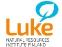 Luke
NATURAL RESOURCES
INSTITUTE FINLAND